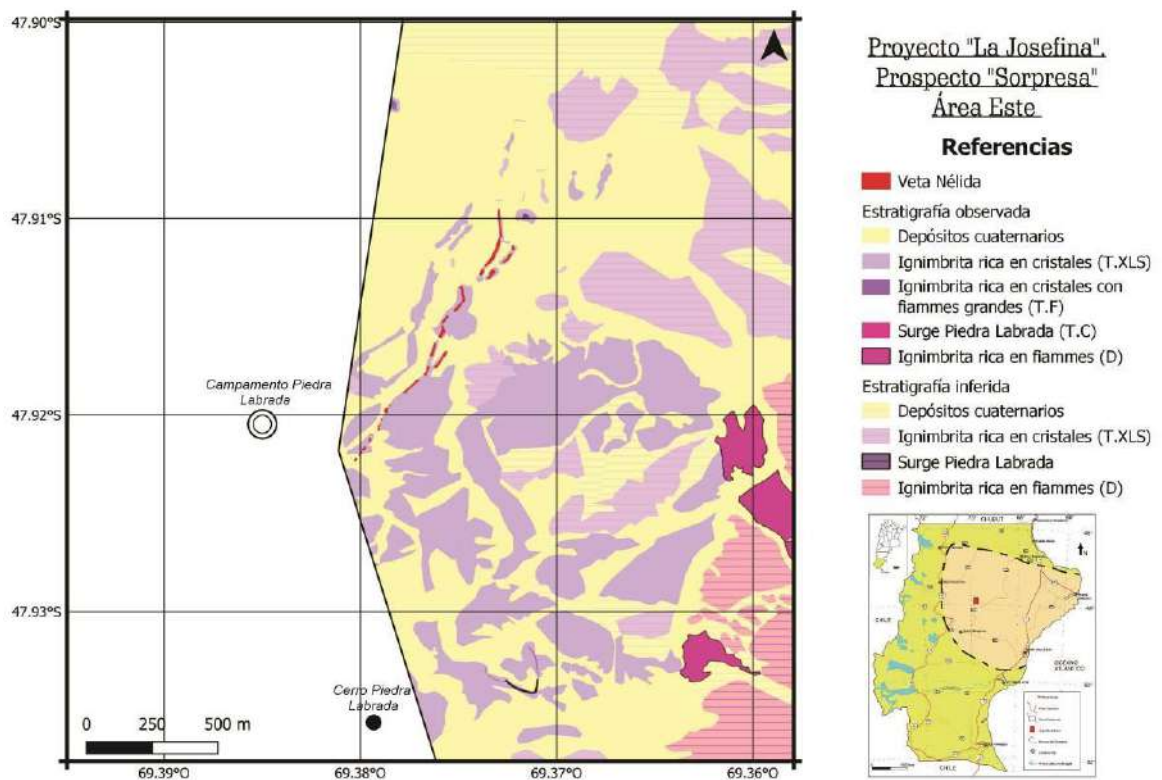 47.90°S
47.91°S
47.92°S
47.93°S
Campamento Piedra
Labrada
Cerro Piedra
Labrada
0 250 500 m
69.39°O 69.38°O 69.37°O 69.36°O
Proyecto "La Josefina".
Prospecto "Sorpresa"
Área Este
Referencias
Veta Nélida
Estratigrafía observada
Depósitos cuaternarios
Ignimbrita rica en cristales (T.XLS)
Ignimbrita rica en cristales con
fiammes grandes (T.F)
Surge Piedra Labrada (T.C)
Ignimbrita rica en fiammes (D)
Estratigrafía inferida
Depósitos cuaternarios
Ignimbrita rica en cristales (T.XLS)
Surge Piedra Labrada
Ignimbrita rica en fiammes (D)
CHUBUT
N
CHILE
OCEANO
ATLANTICO
CHILE